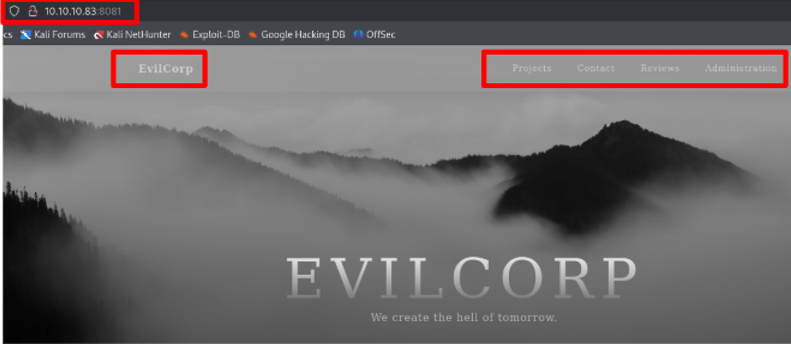 10.10.10.83:8081
cs Kali Forums Kali NetHunter Exploit-DB Google Hacking DB OffSec
EvilCorp Projects Contact Reviews Administration
EVILCORP
We create the hell of tomorrow.